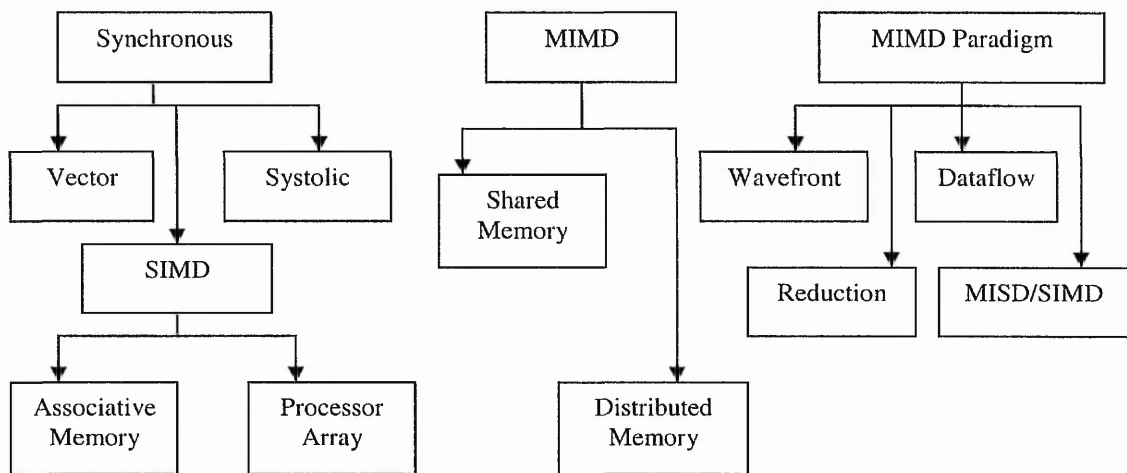 Synchronous
MIMD
MIMD Paradigm
Vector
Systolic
Shared
Memory
Wavefront
Dataflow
SIMD
Reduction
MISD/SIMD
Associative
Memory
Processor
Array
Distributed
Memory